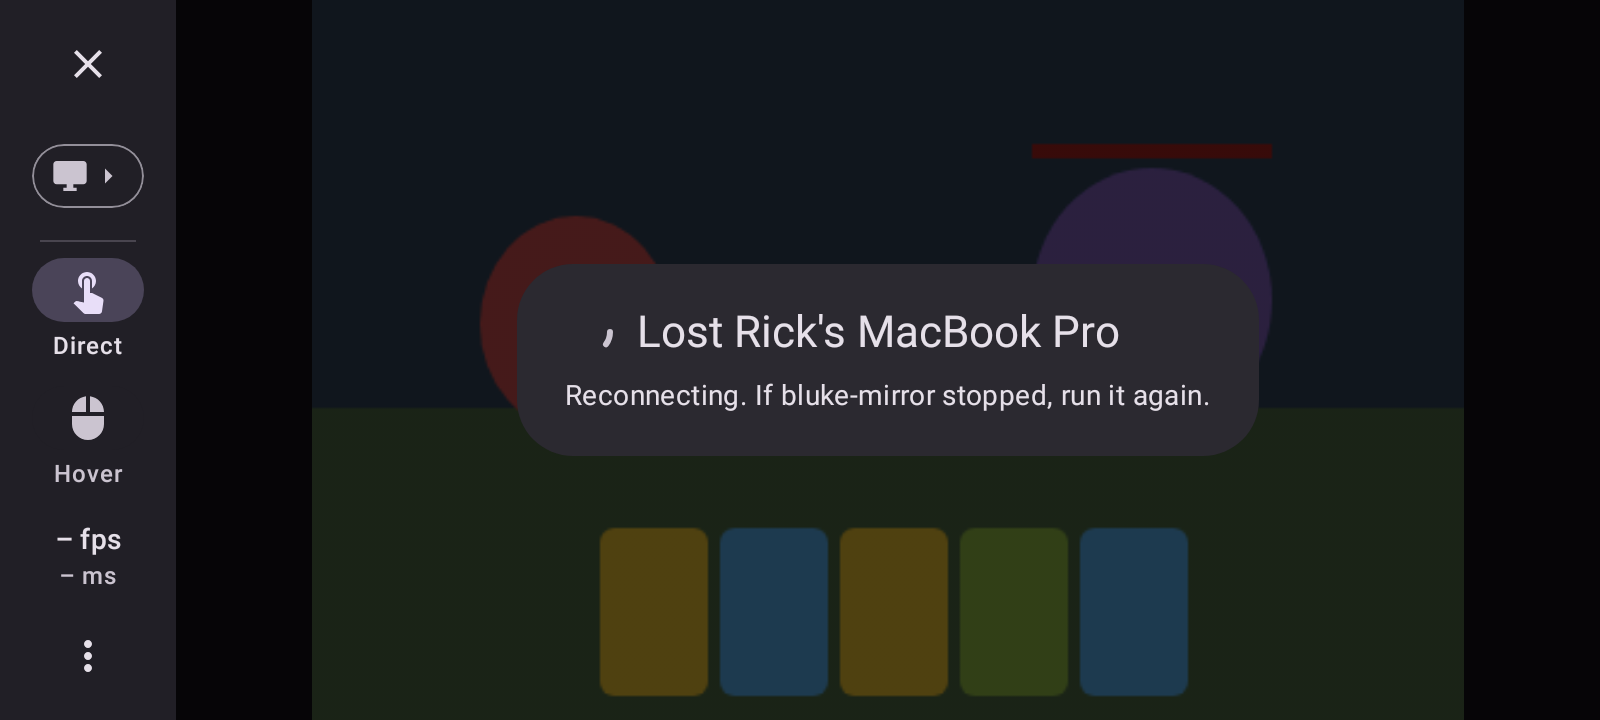 Direct
Hover
– fps
– ms
Lost Rick's MacBook Pro
Reconnecting. If bluke-mirror stopped, run it again.